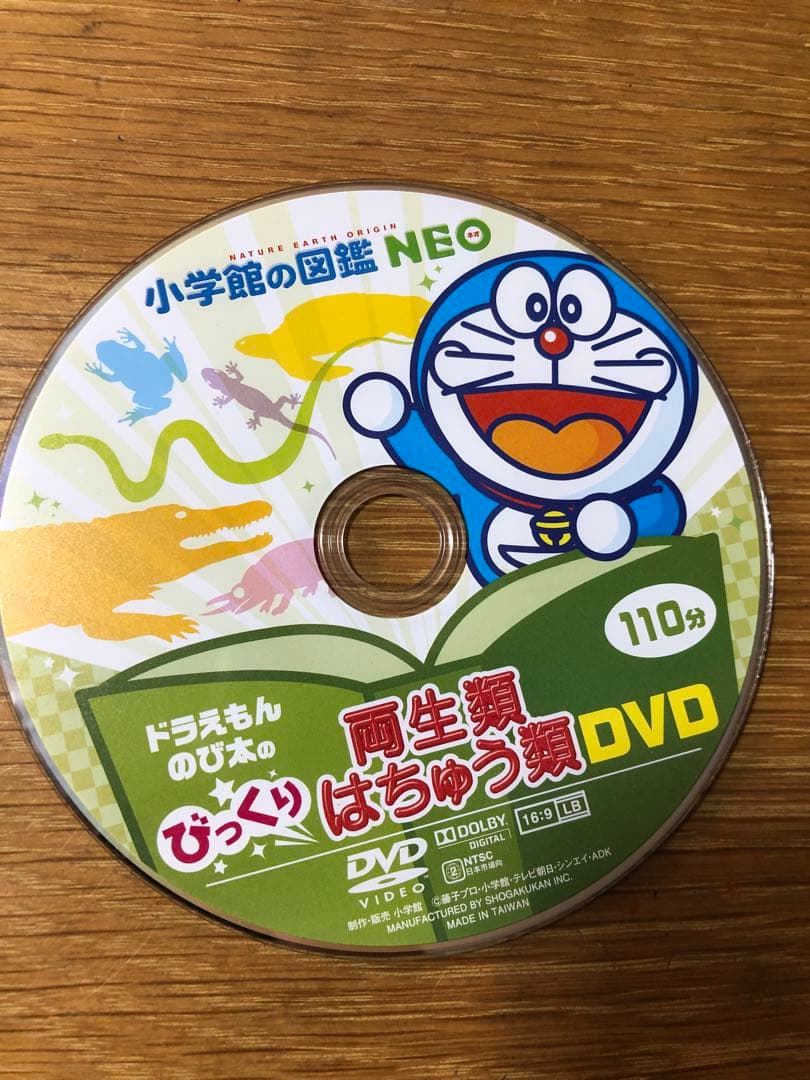 NATURE EARTH ORIGIN
小学館の図鑑 NEO
ネオ
110分
ドラえもん
のび太の
びっくり
両生類
はちゅう類
DVD
DVD
VIDEO
DOLBY
DIGITAL
2
NTSC
日本市場向
16:9 LB
©藤子プロ・小学館・テレビ朝日・シンエイ・ADK
制作・販売 小学館
MANUFACTURED BY SHOGAKUKAN INC.
MADE IN TAIWAN